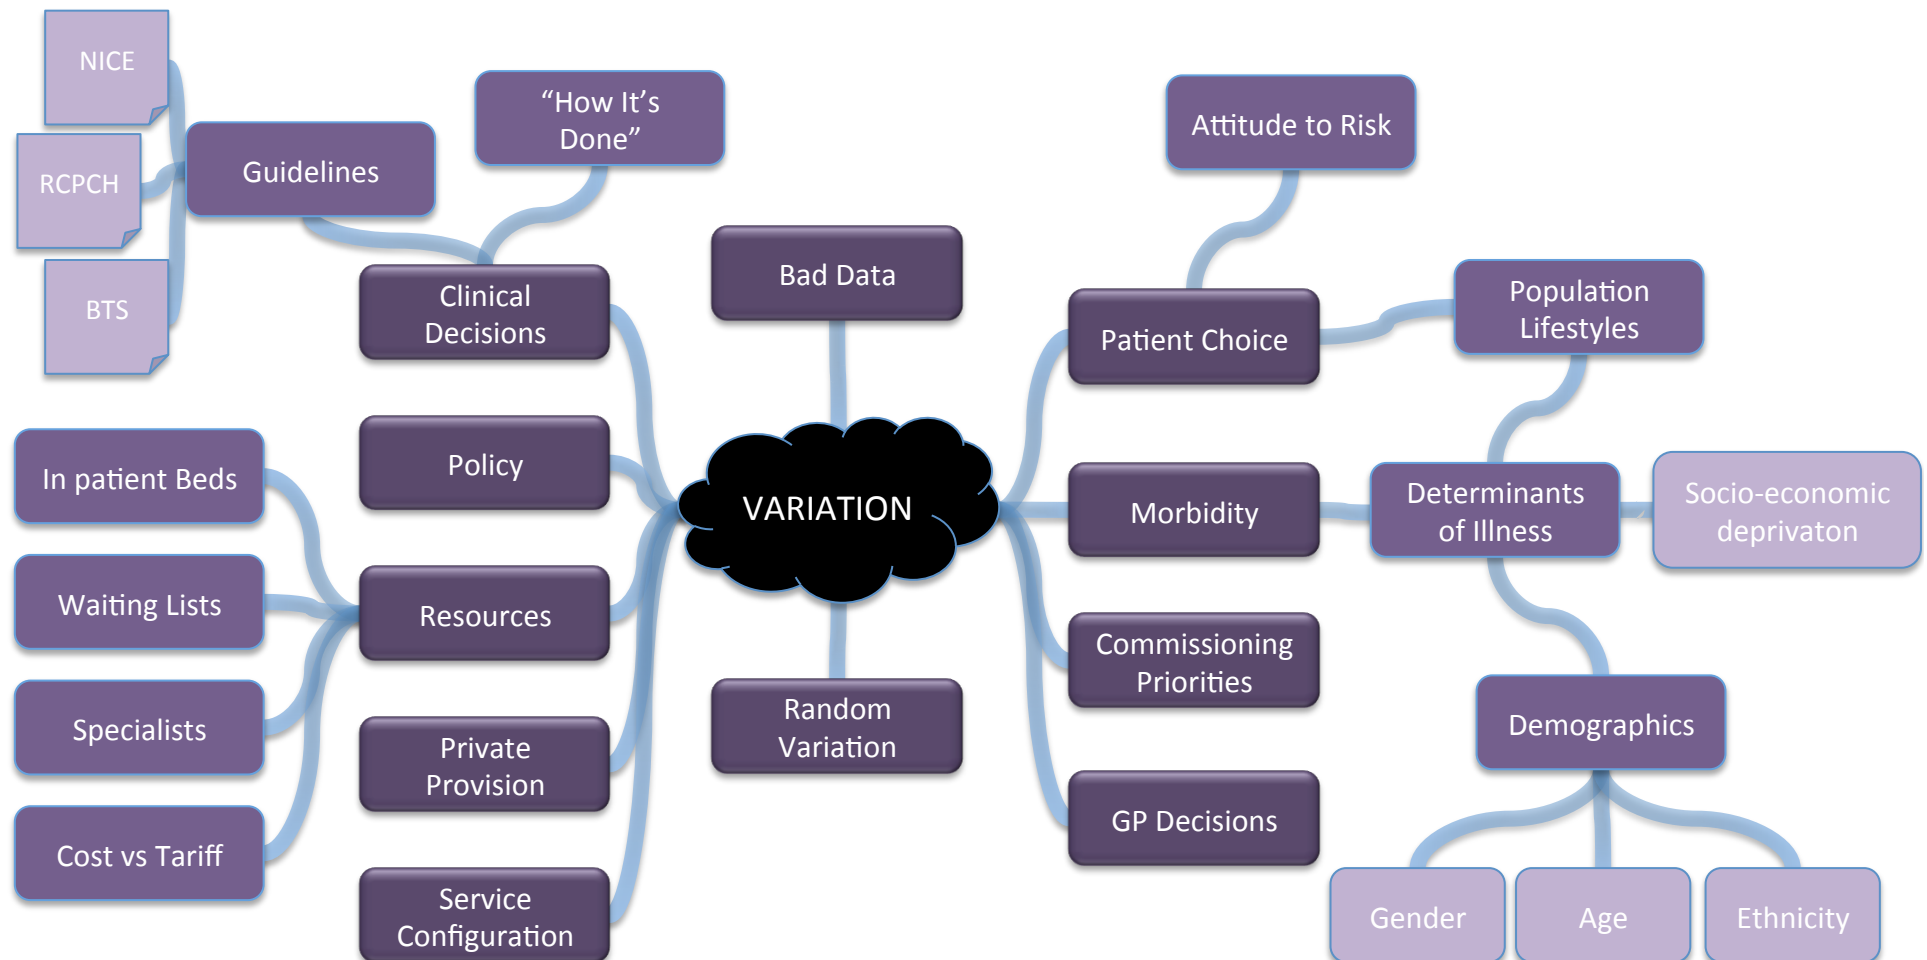 NICE
RCPCH
BTS
Guidelines
“How It’s
Done”
Clinical
Decisions
Policy
In patient Beds
Waiting Lists
Specialists
Cost vs Tariff
Resources
Private
Provision
Service
Configuration
Bad Data
VARIATION
Random
Variation
Attitude to Risk
Patient Choice
Population
Lifestyles
Morbidity
Determinants
of Illness
Socio-economic
deprivaton
Commissioning
Priorities
GP Decisions
Demographics
Gender
Age
Ethnicity